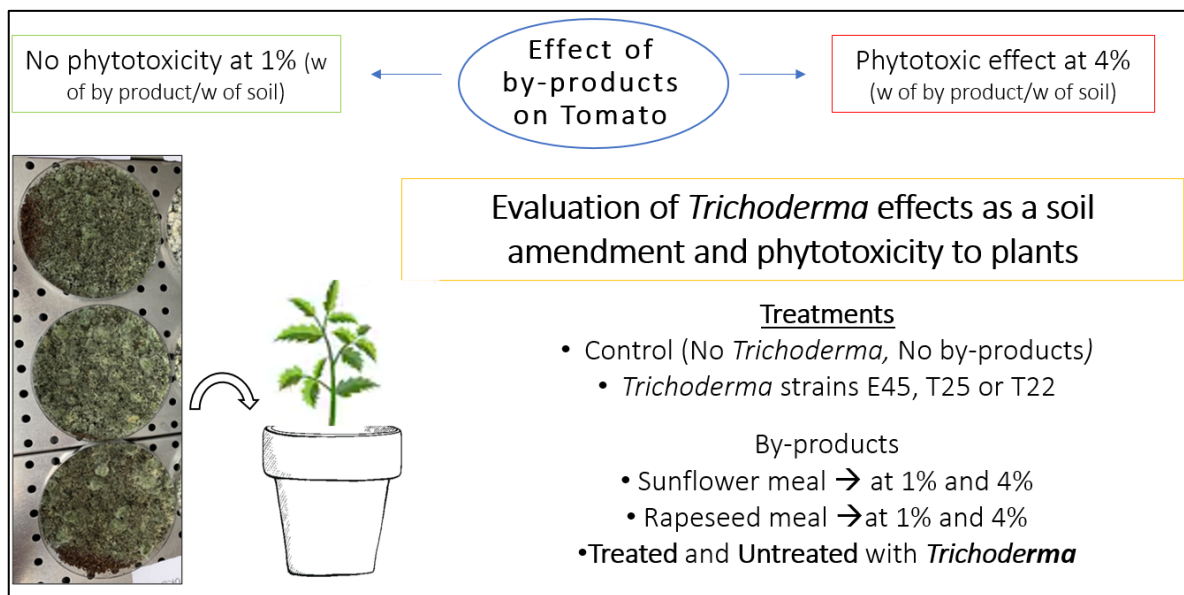 No phytotoxicity at 1% (w
of by product/w of soil)
Effect of
by-products
on Tomato
Phytotoxic effect at 4%
(w of by product/w of soil)
Evaluation of Trichoderma effects as a soil
amendment and phytotoxicity to plants
Treatments
• Control (No Trichoderma, No by-products)
• Trichoderma strains E45, T25 or T22
By-products
• Sunflower meal → at 1% and 4%
• Rapeseed meal →at 1% and 4%
•Treated and Untreated with Trichoderma